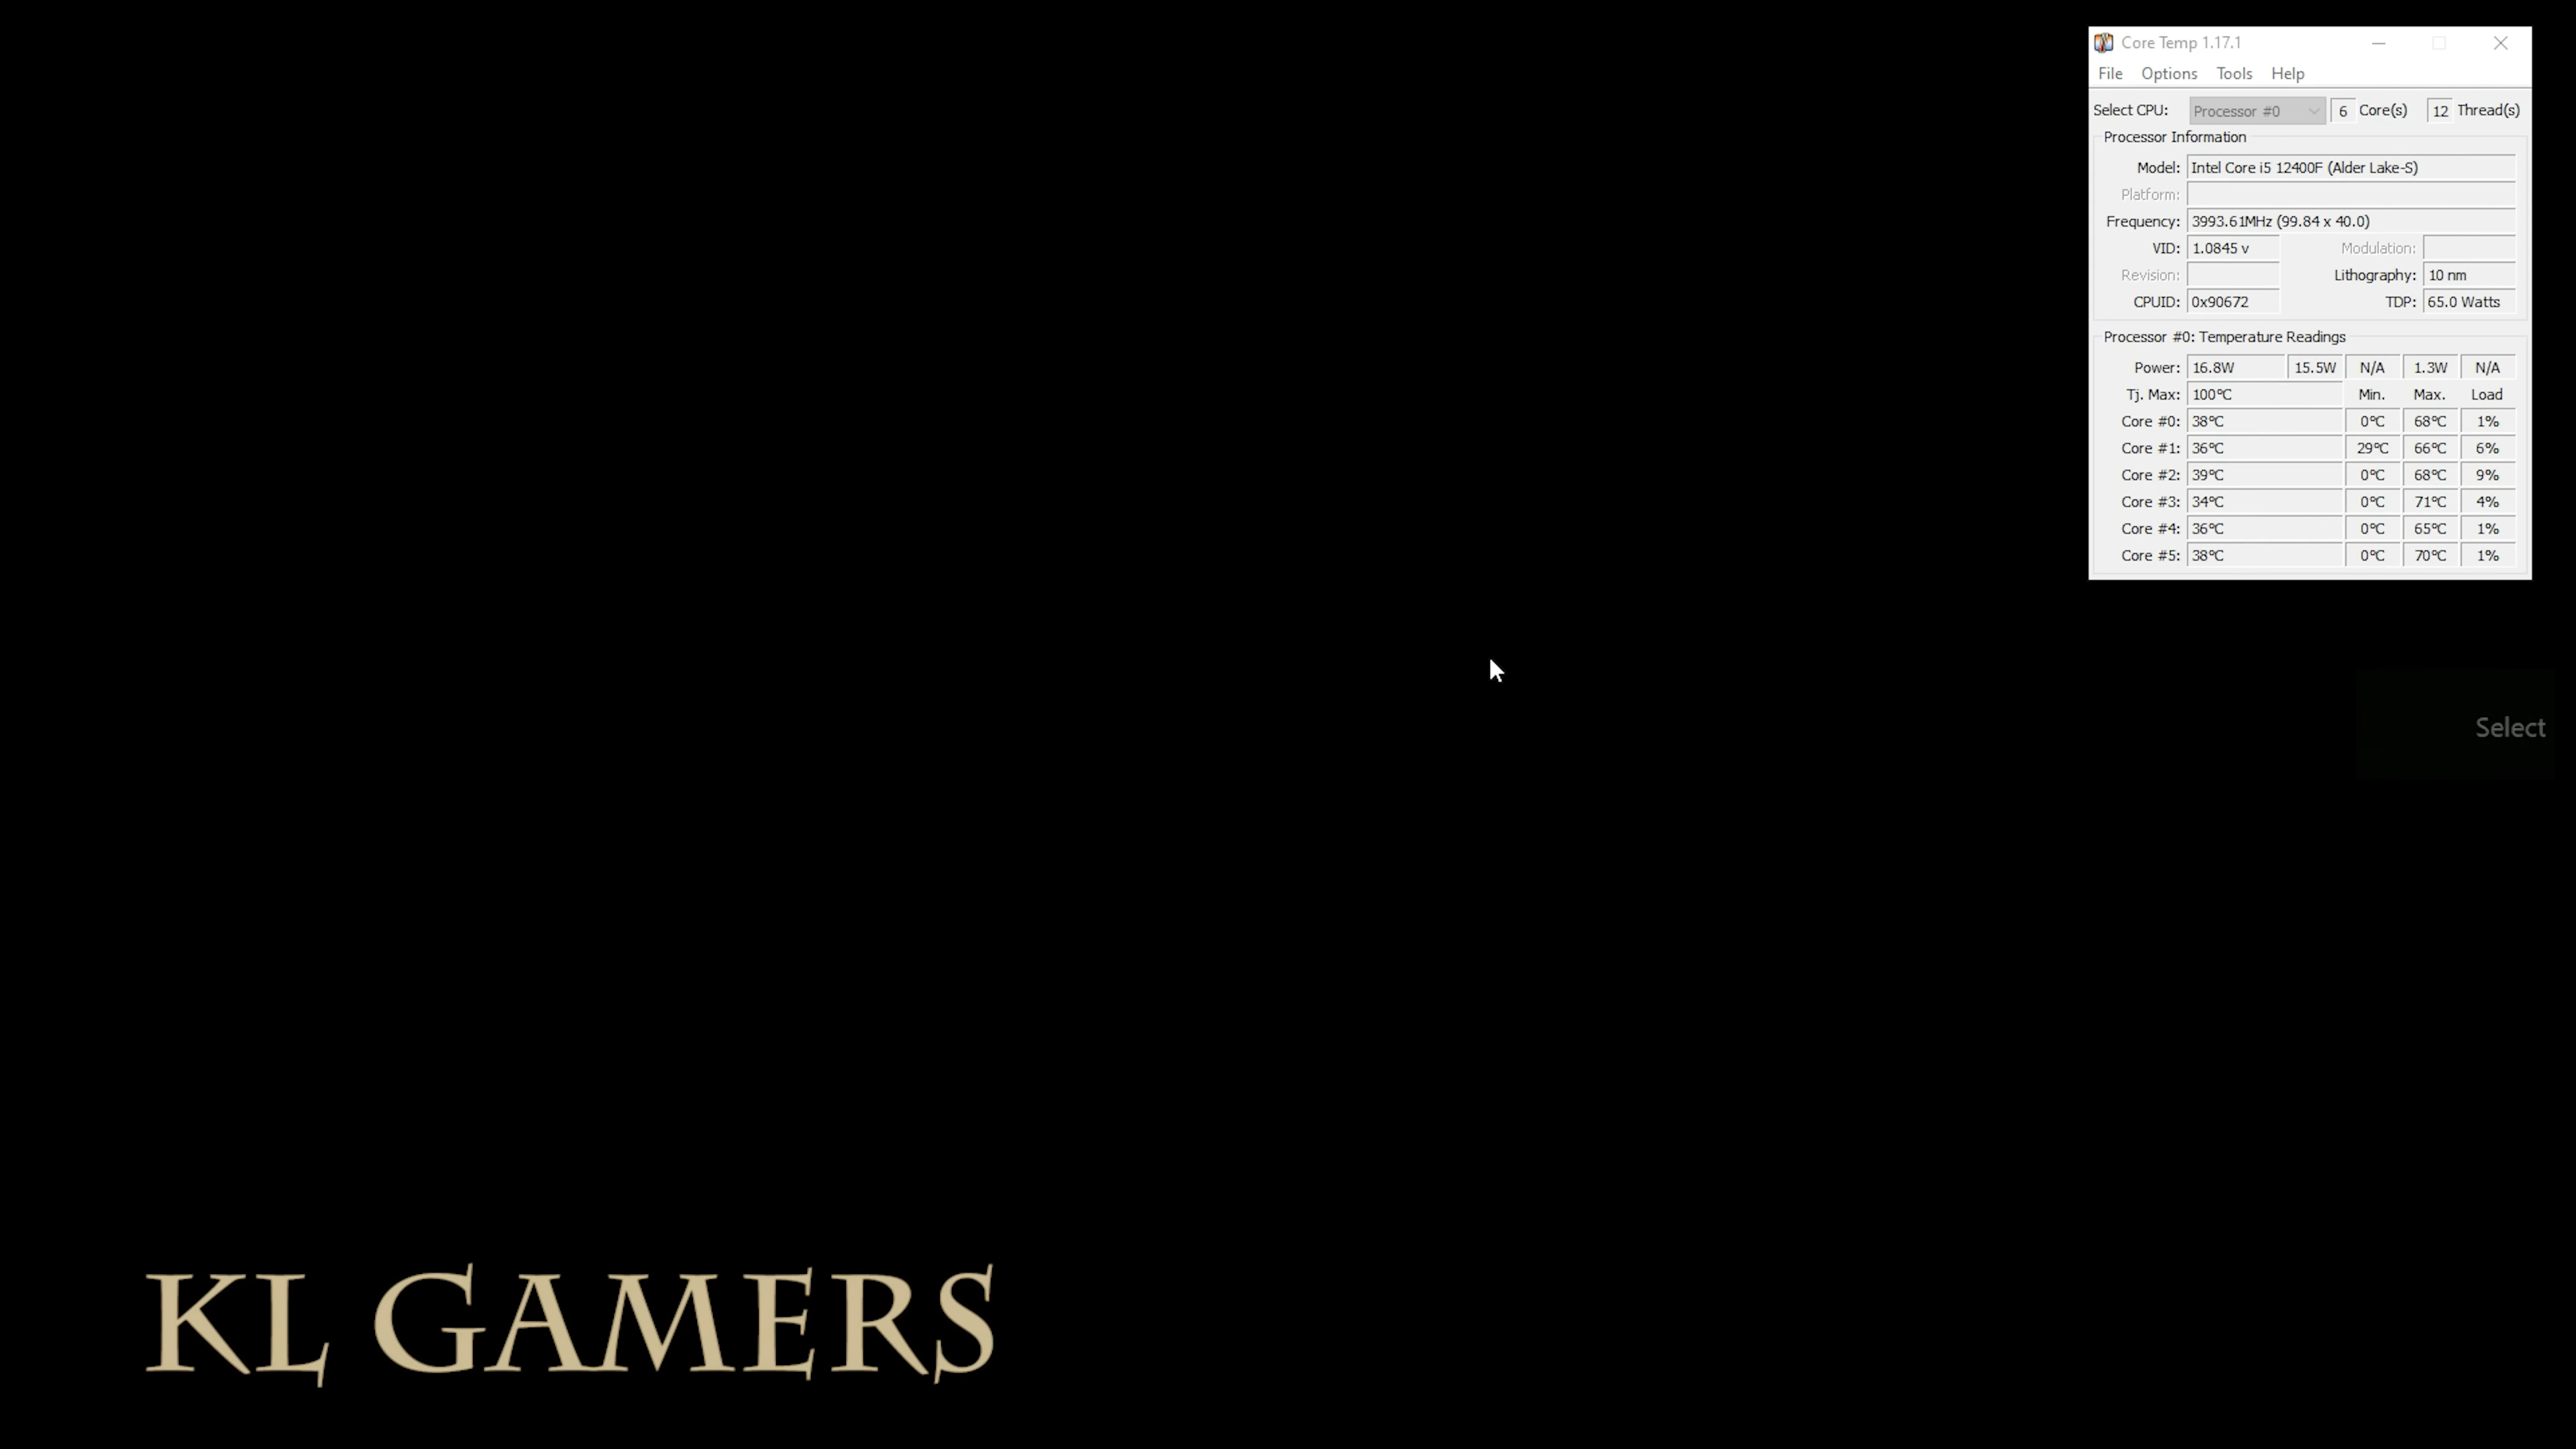 Core Temp 1.17.1
File Options Tools Help
Select CPU: Processor #0 6 Core(s) 12 Thread(s)
Processor Information
Model: Intel Core i5 12400F (Alder Lake-S)
Platform:
Frequency: 3993.61MHz (99.84 x 40.0)
VID: 1.0845 v Modulation:
Revision: Lithography: 10 nm
CPUID: 0x90672 TDP: 65.0 Watts
Processor #0: Temperature Readings
Power: 16.8W 15.5W N/A 1.3W N/A
Tj. Max: 100°C Min. Max. Load
Core #0: 38°C 0°C 68°C 1%
Core #1: 36°C 29°C 66°C 6%
Core #2: 39°C 0°C 68°C 9%
Core #3: 34°C 0°C 71°C 4%
Core #4: 36°C 0°C 65°C 1%
Core #5: 38°C 0°C 70°C 1%
Select
KL GAMERS